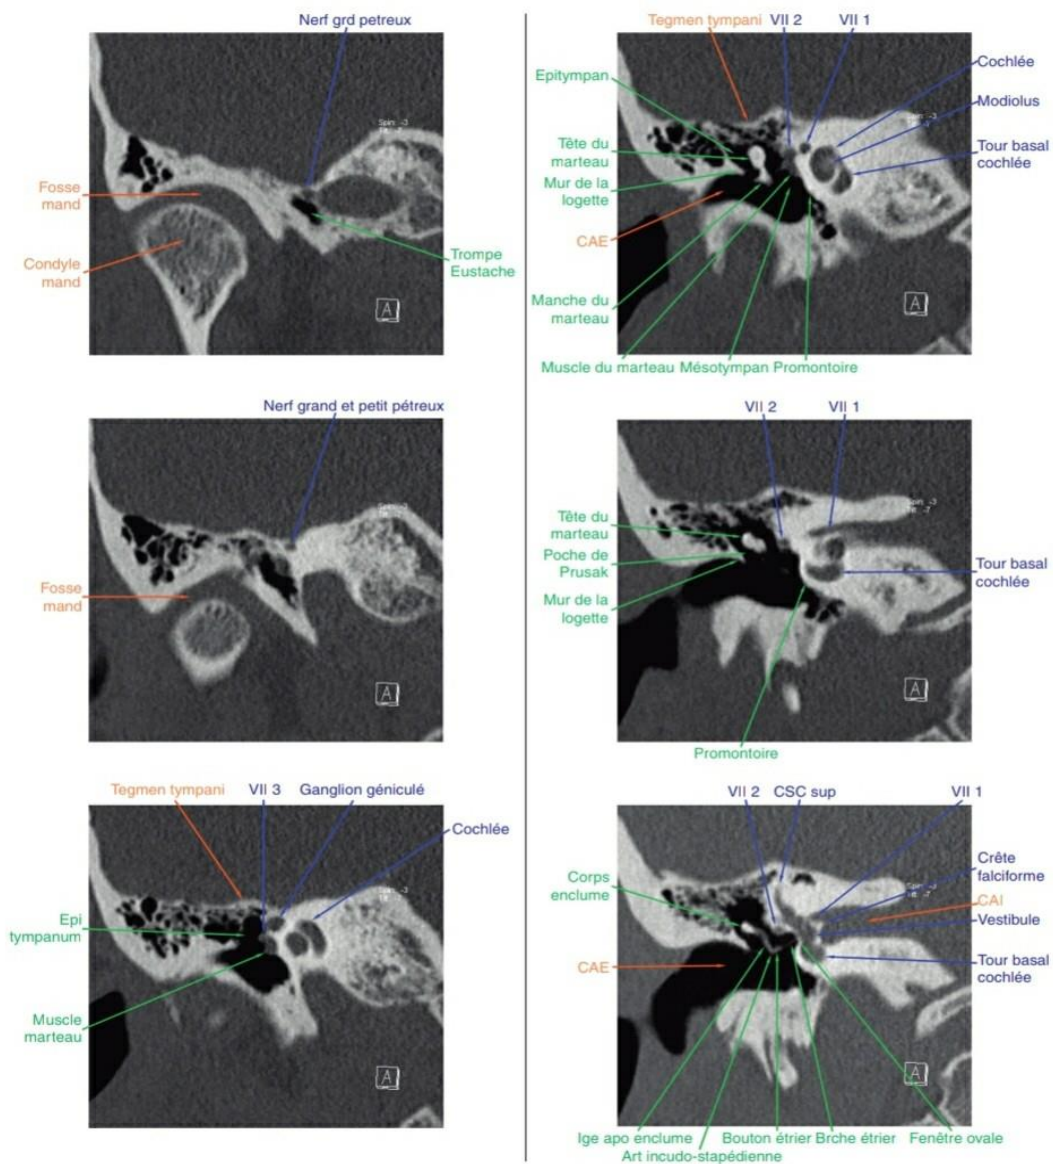 Nerf grd petreux
Fosse
mand
Condyle
mand
Trompe
Eustache
A
Nerf grand et petit pétreux
Fosse
mand
A
Tegmen tympani VII 3 Ganglion géniculé
Cochlée
Epi
tympanum
Muscle
marteau
A
Tegmen tympani VII 2 VII 1
Epitympan
Cochlée
Modiolus
Tête du
marteau
Tour basal
cochlée
Mur de la
logette
CAE
Manche du
marteau
Muscle du marteau Mésotympan Promontoire
A
VII 2 VII 1
Tête du
marteau
Poche de
Prusak
Mur de la
logette
Tour basal
cochlée
Promontoire
A
VII 2 CSC sup VII 1
Crête
falciforme
Corps
enclume
CAI
Vestibule
Tour basal
cochlée
CAE
Ige apo enclume Bouton étrier Brche étrier Fenêtre ovale
Art incudo-stapédienne
A